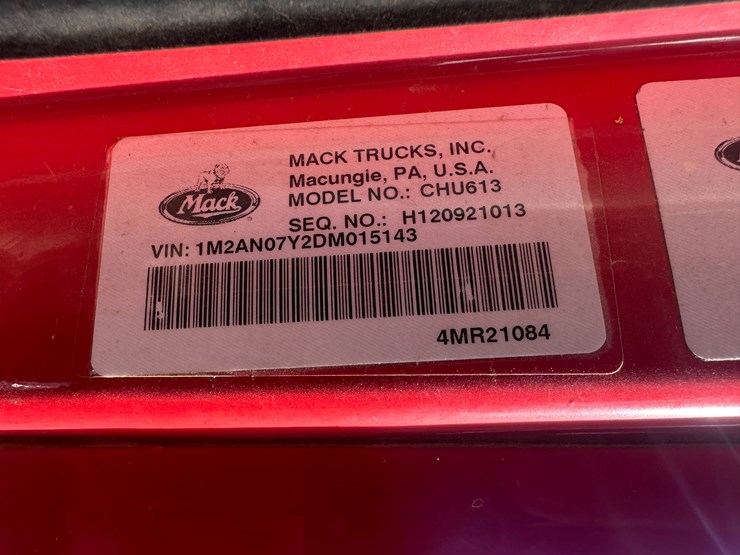 Mack
MACK TRUCKS, INC.
Macungie, PA, U.S.A.
MODEL NO.: CHU613
SEQ. NO.: H120921013
VIN: 1M2AN07Y2DM015143
4MR21084